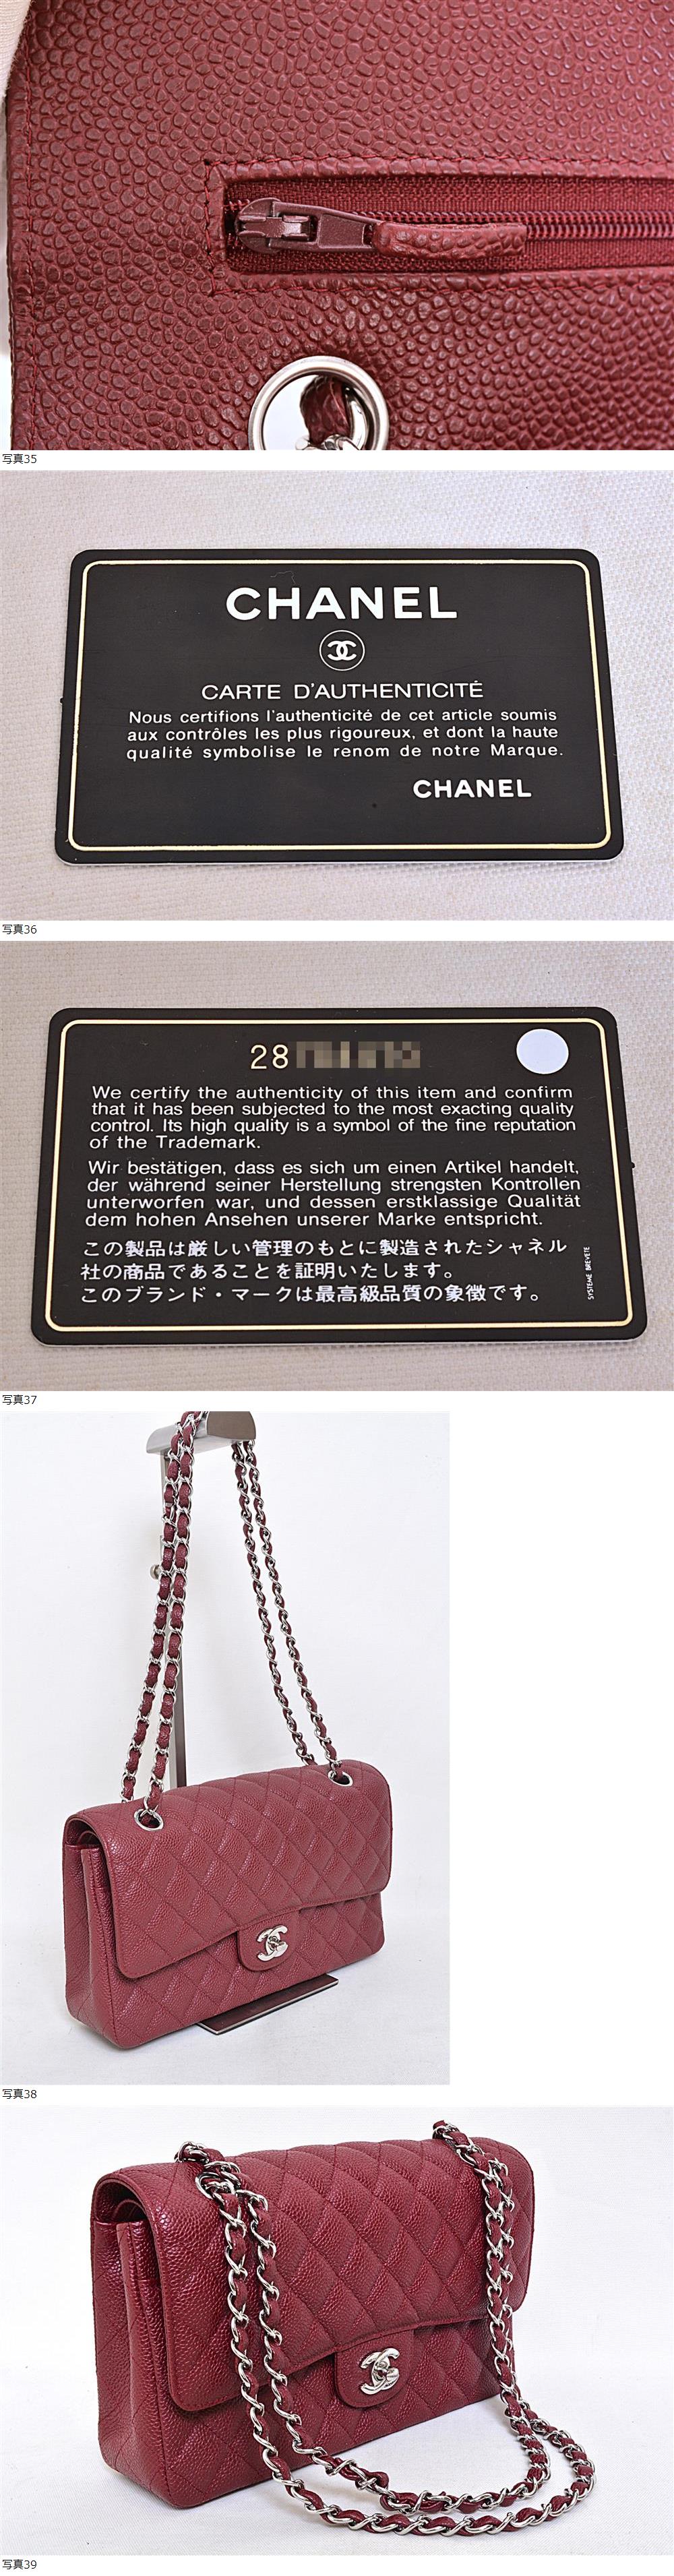 写真35
CHANEL
CARTE D'AUTHENTICITÉ
Nous certifions l'authenticité de cet article soumis
aux contrôles les plus rigoureux, et dont la haute
qualité symbolise le renom de notre Marque.
CHANEL
写真36
28
We certify the authenticity of this item and confirm
that it has been subjected to the most exacting quality
control. Its high quality is a symbol of the fine reputation
of the Trademark.
Wir bestätigen, dass es sich um einen Artikel handelt,
der während seiner Herstellung strengsten Kontrollen
unterworfen war, und dessen erstklassige Qualität
dem hohen Ansehen unserer Marke entspricht.
この製品は厳しい管理のもとに製造されたシャネル
社の商品であることを証明いたします。
このブランド・マークは最高級品質の象徴です。
SYSTEME BREVETE
写真37
写真38
写真39